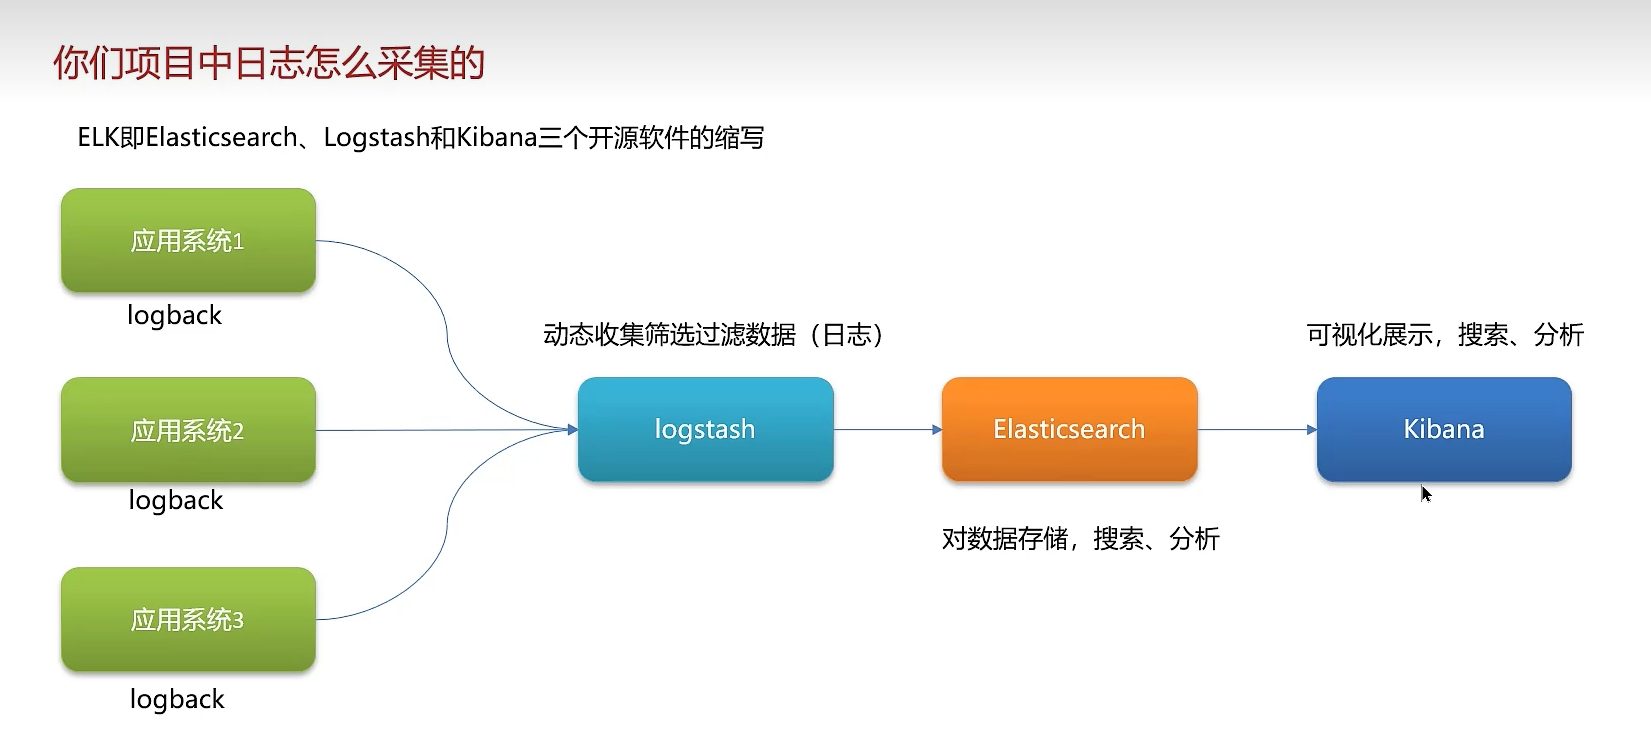 你们项目中日志怎么采集的
ELK即Elasticsearch、Logstash和Kibana三个开源软件的缩写
应用系统1
logback
动态收集筛选过滤数据（日志）
可视化展示，搜索、分析
应用系统2
logstash
Elasticsearch
Kibana
logback
对数据存储，搜索、分析
应用系统3
logback